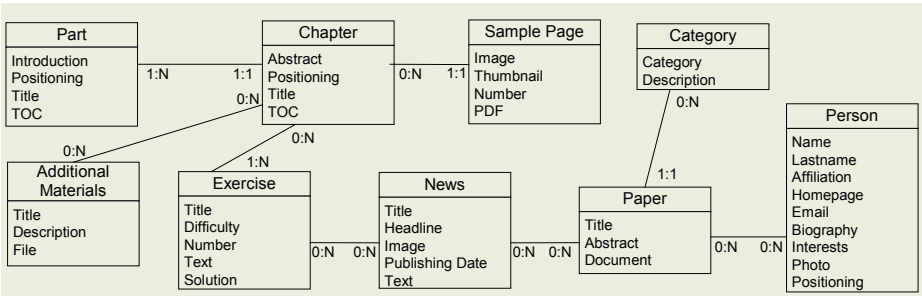 Part
Introduction
Positioning
Title
TOC
1:N
1:1
Chapter
Abstract
Positioning
Title
TOC
0:N
1:1
Sample Page
Image
Thumbnail
Number
PDF
Category
Category
Description
0:N
1:1
0:N
0:N
Additional
Materials
Title
Description
File
0:N
1:N
Exercise
Title
Difficulty
Number
Text
Solution
0:N
0:N
News
Title
Headline
Image
Publishing Date
Text
0:N
0:N
Paper
Title
Abstract
Document
0:N
0:N
Person
Name
Lastname
Affiliation
Homepage
Email
Biography
Interests
Photo
Positioning